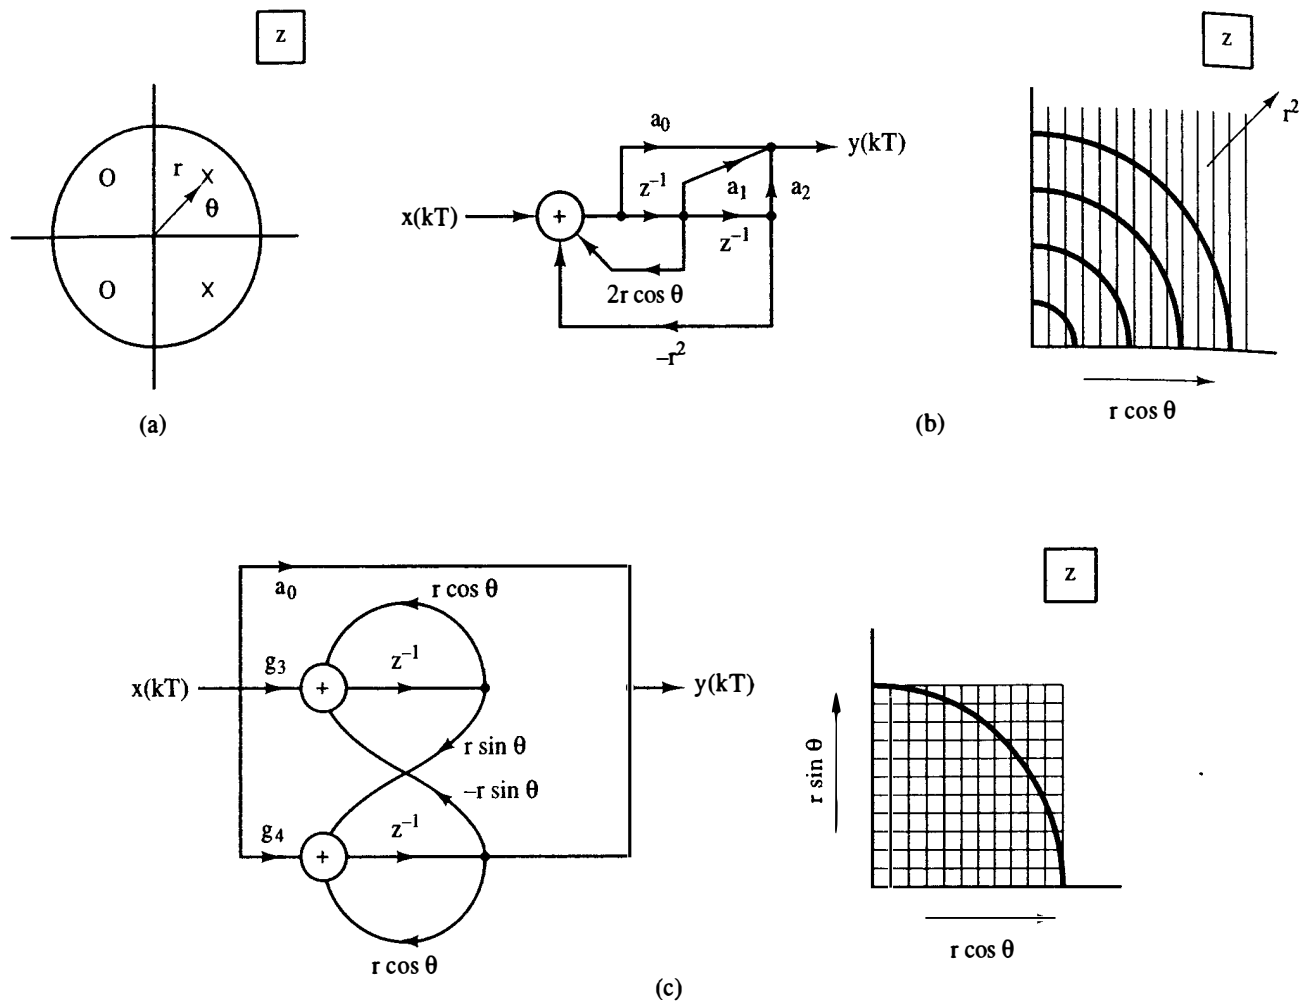 z
O
r
X
θ
O
X
(a)
a₀
y(kT)
z⁻¹
a₁
a₂
x(kT)
+
z⁻¹
2r cos θ
–r²
z
r²
r cos θ
(b)
a₀
r cos θ
x(kT)
g₃
+
z⁻¹
y(kT)
r sin θ
–r sin θ
g₄
+
z⁻¹
r cos θ
z
r sin θ
r cos θ
(c)